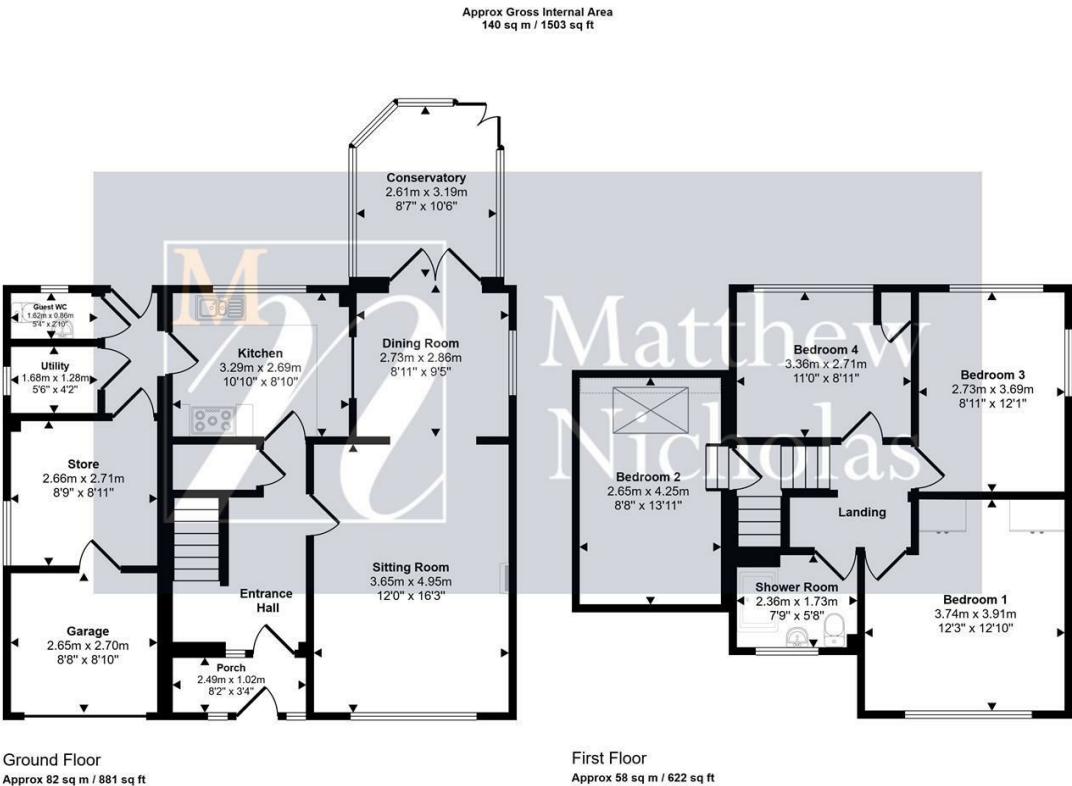 Approx Gross Internal Area
140 sq m / 1503 sq ft
Conservatory
2.61m x 3.19m
8'7" x 10'6"
Guest WC
1.62m x 0.86m
5'4" x 2'10"
Utility
1.68m x 1.28m
5'6" x 4'2"
Kitchen
3.29m x 2.69m
10'10" x 8'10"
Dining Room
2.73m x 2.86m
8'11" x 9'5"
Store
2.66m x 2.71m
8'9" x 8'11"
Sitting Room
3.65m x 4.95m
12'0" x 16'3"
Entrance
Hall
Garage
2.65m x 2.70m
8'8" x 8'10"
Porch
2.49m x 1.02m
8'2" x 3'4"
M
n
Matthew
Nicholas
Bedroom 4
3.36m x 2.71m
11'0" x 8'11"
Bedroom 3
2.73m x 3.69m
8'11" x 12'1"
Bedroom 2
2.65m x 4.25m
8'8" x 13'11"
Landing
Shower Room
2.36m x 1.73m
7'9" x 5'8"
Bedroom 1
3.74m x 3.91m
12'3" x 12'10"
Ground Floor
Approx 82 sq m / 881 sq ft
First Floor
Approx 58 sq m / 622 sq ft